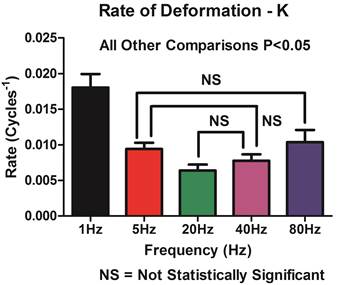 Rate of Deformation - K
All Other Comparisons P<0.05
Rate (Cycles-1)
0.025
0.020
0.015
0.010
0.005
0.000
NS
NS
NS
1Hz 5Hz 20Hz 40Hz 80Hz
Frequency (Hz)
NS = Not Statistically Significant